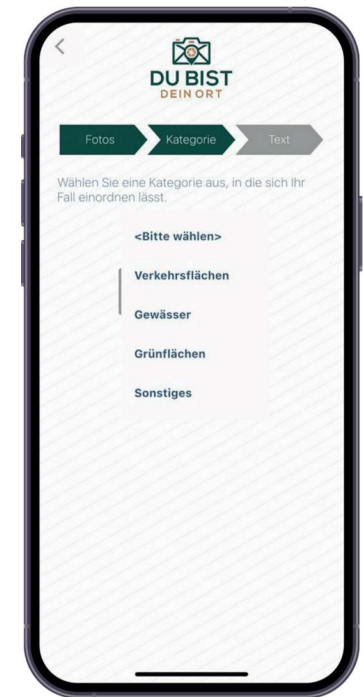 DU BIST
DEIN ORT
Fotos
Kategorie
Text
Wählen Sie eine Kategorie aus, in die sich Ihr
Fall einordnen lässt.
<Bitte wählen>
Verkehrsflächen
Gewässer
Grünflächen
Sonstiges